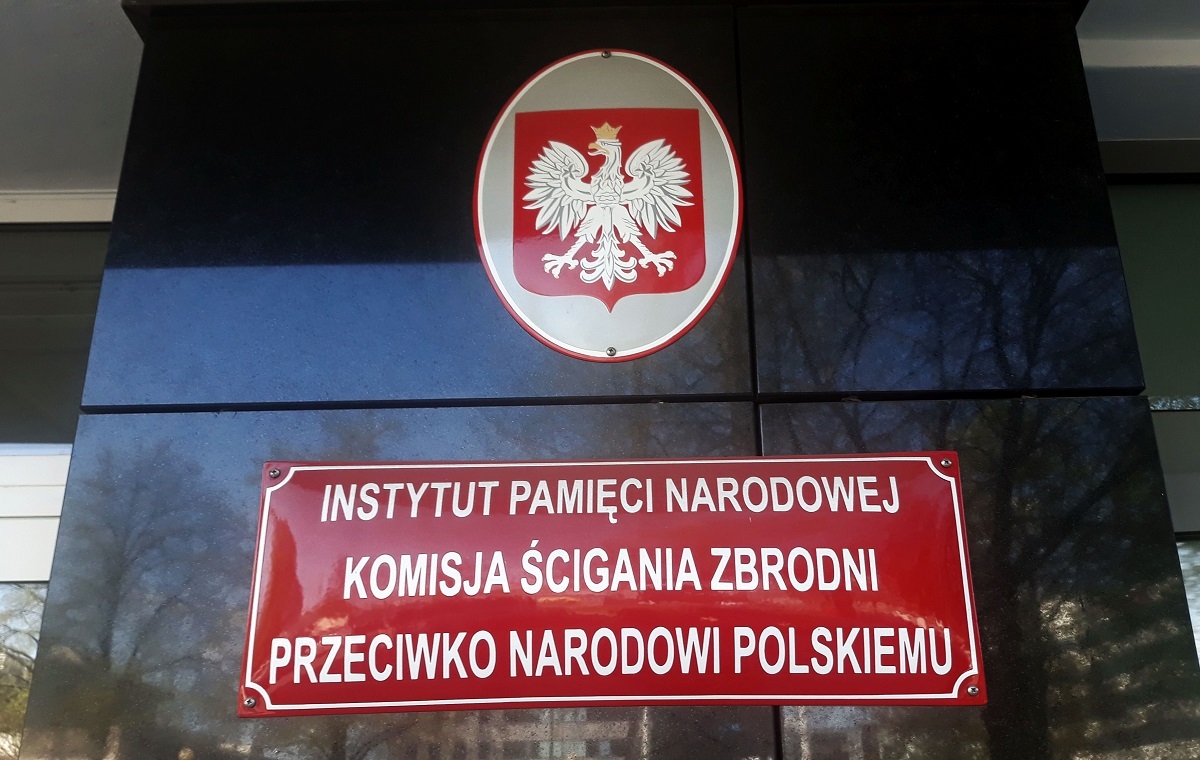 INSTYTUT PAMIĘCI NARODOWEJ
KOMISJA ŚCIGANIA ZBRODNI
PRZECIWKO NARODOWI POLSKIEMU